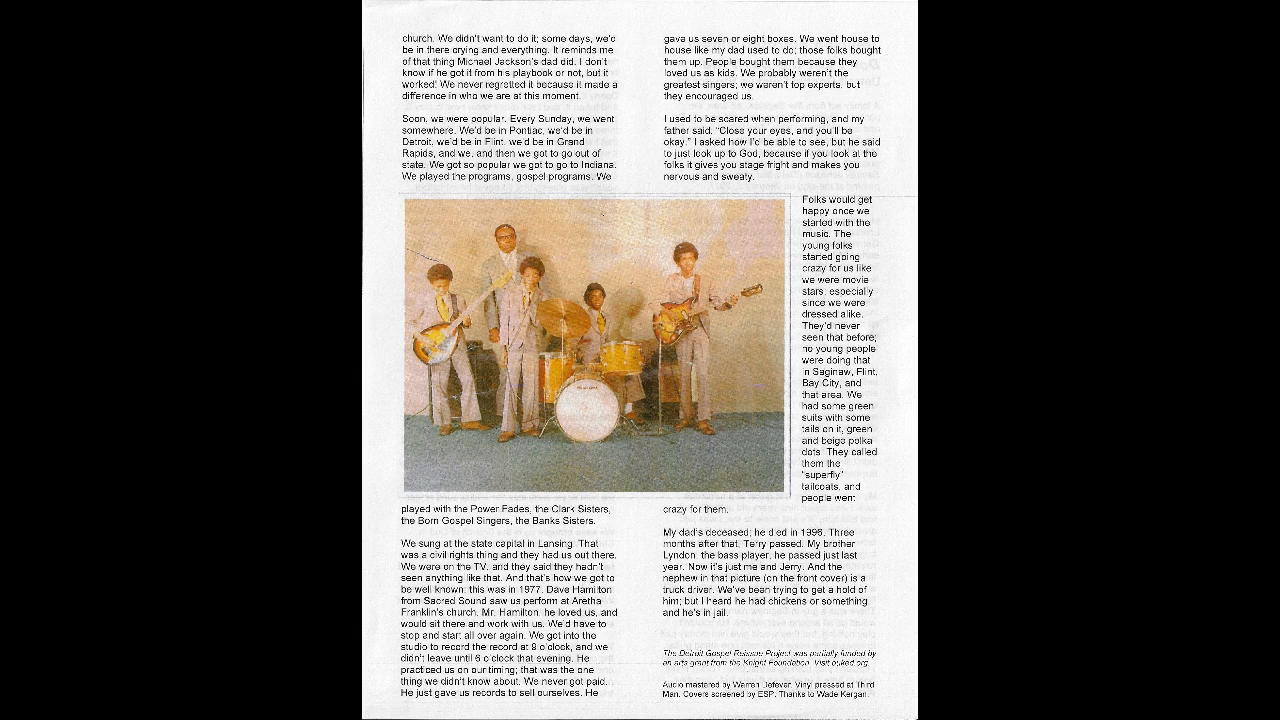 church. We didn't want to do it; some days, we'd
be in there crying and everything. It reminds me
of that thing Michael Jackson's dad did. I don't
know if he got it from his playbook or not, but it
worked! We never regretted it because it made a
difference in who we are at this moment.
Soon, we were popular. Every Sunday, we went
somewhere. We'd be in Pontiac, we'd be in
Detroit, we'd be in Flint, we'd be in Grand
Rapids, and we, and then we got to go out of
state. We got so popular we got to go to Indiana.
We played the programs, gospel programs. We
played with the Power Fades, the Clark Sisters,
the Born Gospel Singers, the Banks Sisters.
We sung at the state capital in Lansing. That
was a civil rights thing and they had us out there.
We were on the TV, and they said they hadn't
seen anything like that. And that's how we got to
be well known; this was in 1977. Dave Hamilton
from Sacred Sound saw us perform at Aretha
Franklin's church. Mr. Hamilton, he loved us, and
would sit there and work with us. We'd have to
stop and start all over again. We got into the
studio to record the record at 8 o'clock, and we
didn't leave until 6 o'clock that evening. He
practiced us on our timing; that was the one
thing we didn't know about. We never got paid.
He just gave us records to sell ourselves. He
gave us seven or eight boxes. We went house to
house like my dad used to do; those folks bought
them up. People bought them because they
loved us as kids. We probably weren't the
greatest singers; we weren't top experts, but
they encouraged us.
I used to be scared when performing, and my
father said, "Close your eyes, and you'll be
okay." I asked how I'd be able to see, but he said
to just look up to God, because if you look at the
folks it gives you stage fright and makes you
nervous and sweaty.
Folks would get
happy once we
started with the
music. The
young folks
started going
crazy for us like
we were movie
stars, especially
since we were
dressed alike.
They'd never
seen that before;
no young people
were doing that
in Saginaw, Flint,
Bay City, and
that area. We
had some green
suits with some
tails on it, green
and beige polka
dots. They called
them the
"superfly"
tailcoats, and
people went
crazy for them.
My dad's deceased; he died in 1996. Three
months after that, Terry passed. My brother
Lyndon, the bass player, he passed just last
year. Now it's just me and Jerry. And the
nephew in that picture (on the front cover) is a
truck driver. We've been trying to get a hold of
him; but I heard he had chickens or something
and he's in jail.
The Detroit Gospel Reissue Project was partially funded by
an arts grant from the Knight Foundation. Visit
Audio mastered by Warren Defever. Vinyl pressed at Third
Man. Covers screened by ESP. Thanks to Wade Kergan.